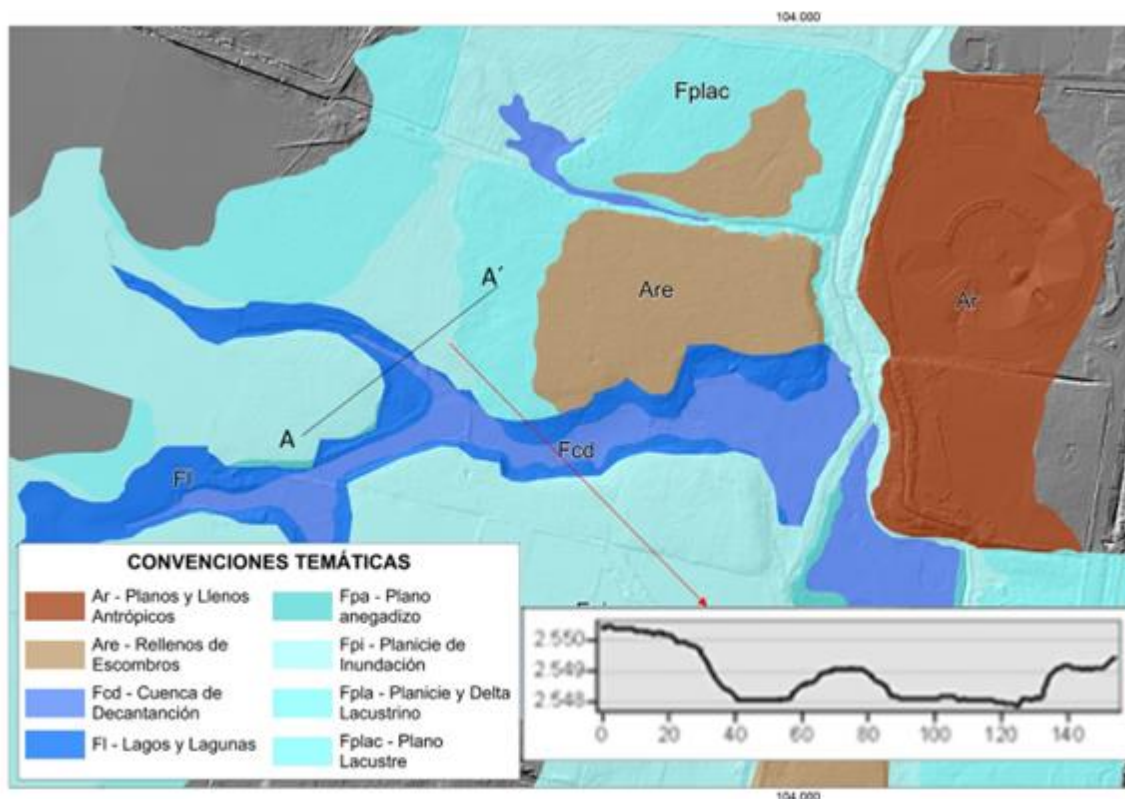 104.000
Fplac
A´
Are
Ar
A
Fcd
Fl
CONVENCIONES TEMÁTICAS
Ar - Planos y Llenos
Antrópicos
Are - Rellenos de
Escombros
Fcd - Cuenca de
Decantanción
Fl - Lagos y Lagunas
Fpa - Plano
anegadizo
Fpi - Planicie de
Inundación
Fpla - Planicie y Delta
Lacustrino
Fplac - Plano
Lacustre
2.550
2.549
2.548
0 20 40 60 80 100 120 140
104.000